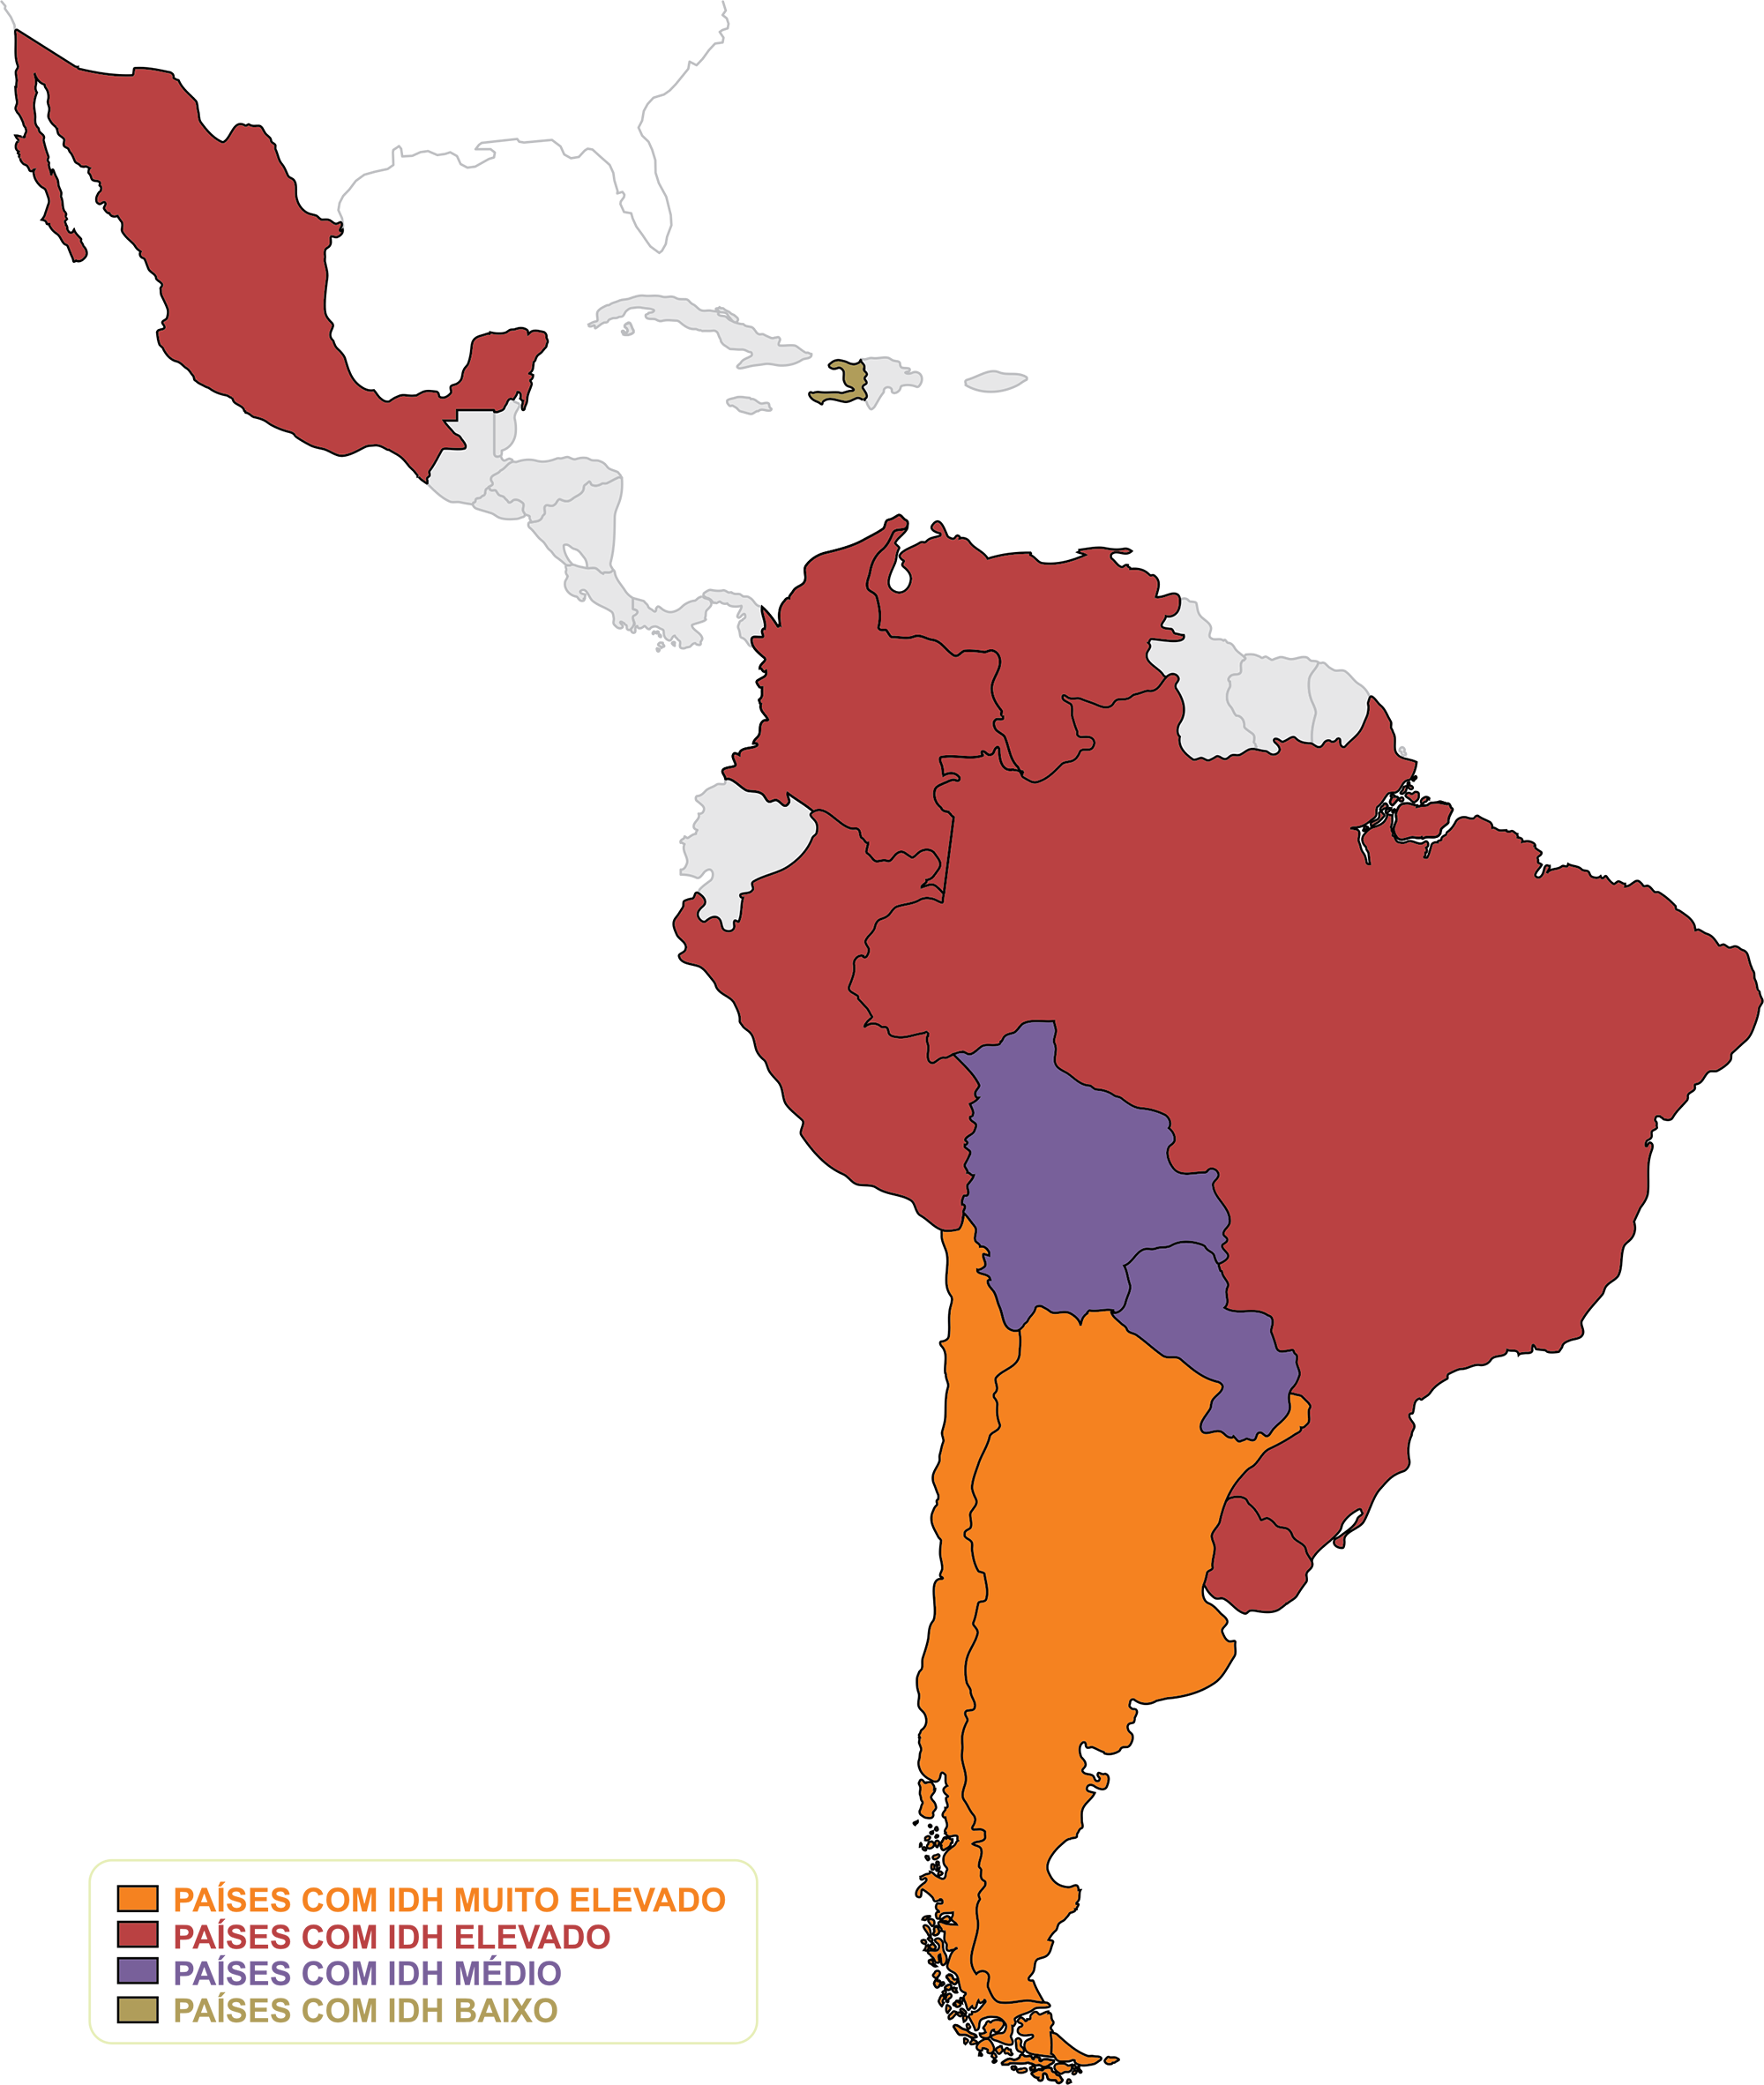 PAÍSES COM IDH MUITO ELEVADO
PAÍSES COM IDH ELEVADO
PAÍSES COM IDH MÉDIO
PAÍSES COM IDH BAIXO